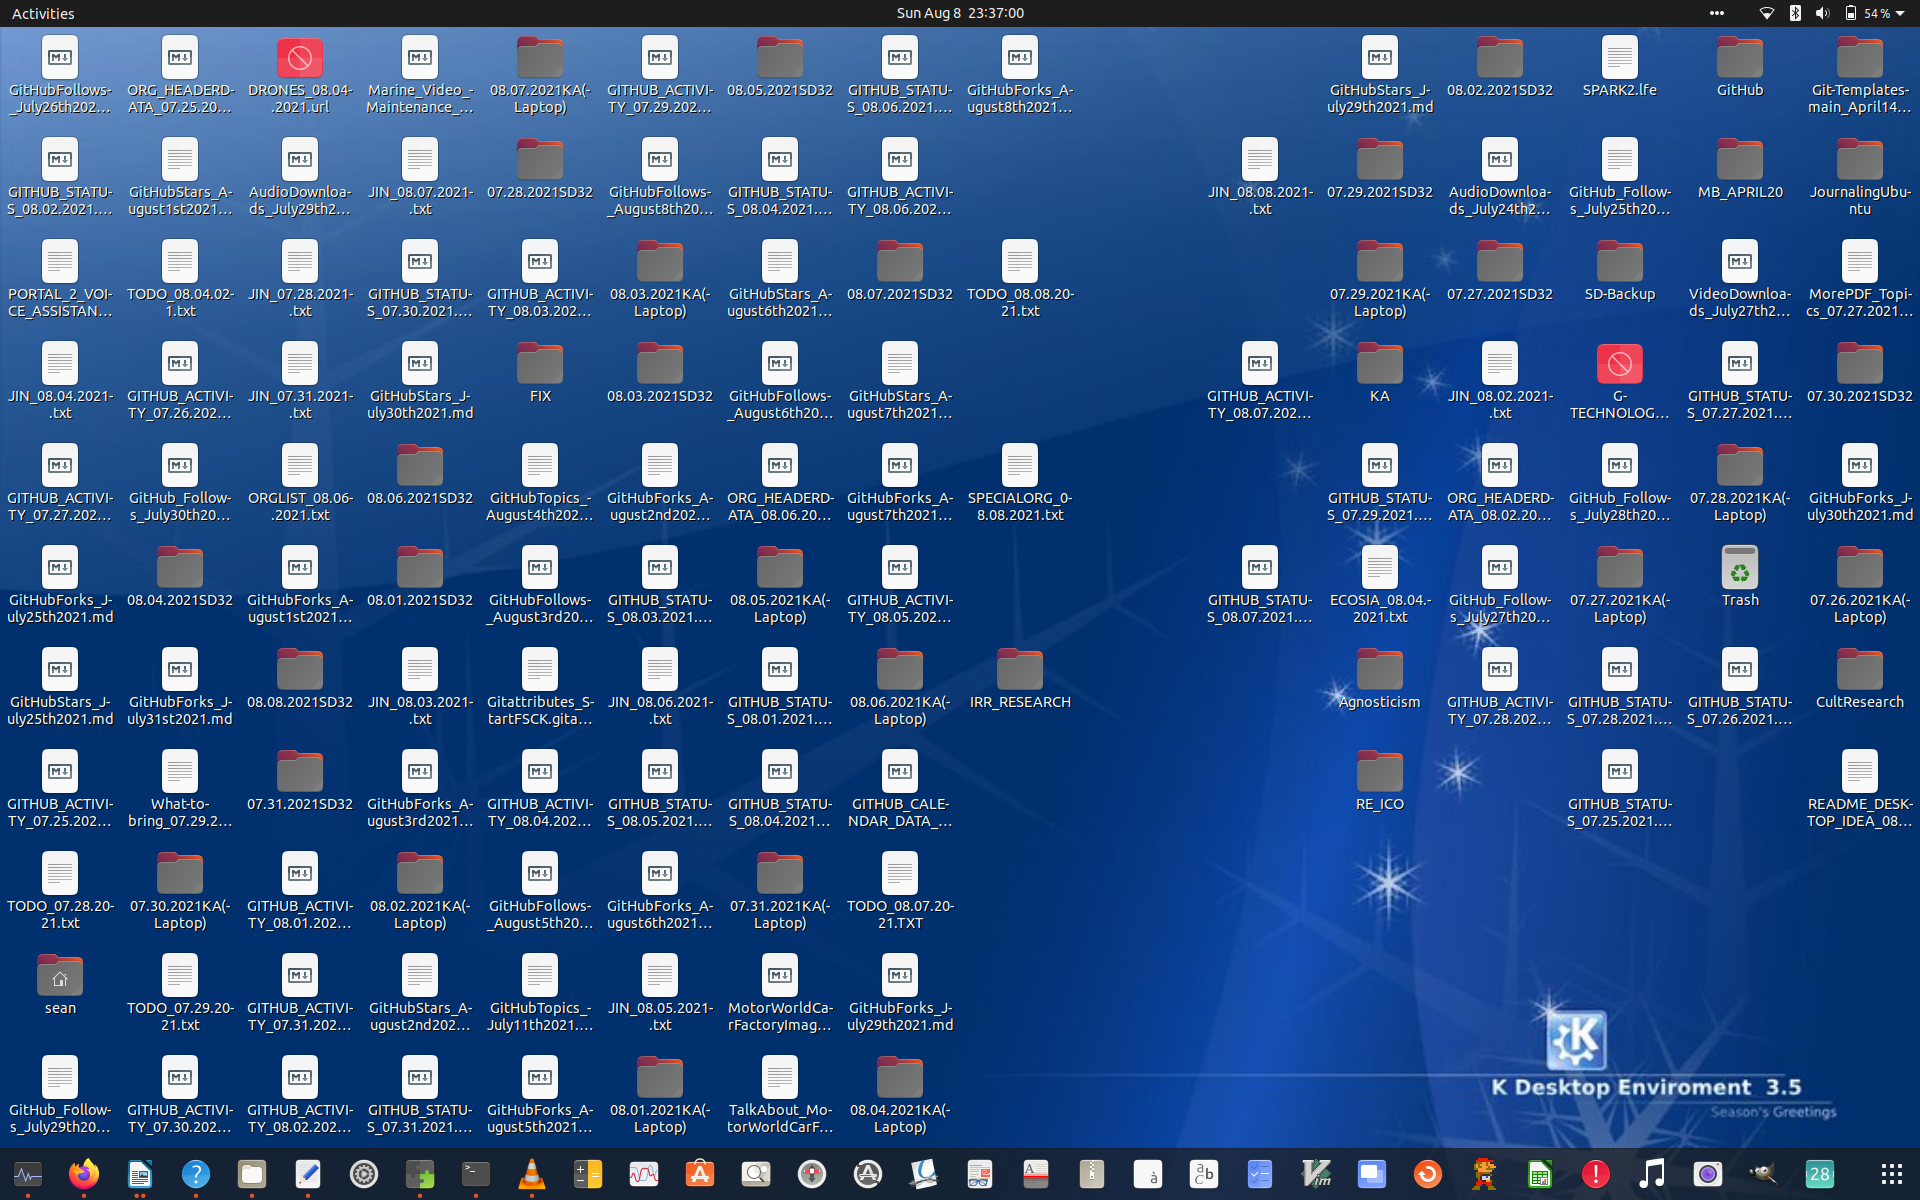 Activities
Sun Aug 8 23:37:00
54 %
GitHubFollows-
_July26th202...
ORG_HEADERD-
ATA_07.25.20...
DRONES_08.04-
.2021.url
Marine_Video_-
Maintenance_...
08.07.2021KA(-
Laptop)
GITHUB_ACTIVI-
TY_07.29.202...
08.05.2021SD32
GITHUB_STATU-
S_08.06.2021....
GitHubForks_A-
ugust8th2021...
GitHubStars_J-
uly29th2021.md
08.02.2021SD32
SPARK2.lfe
GitHub
Git-Templates-
main_April14...
GITHUB_STATU-
S_08.02.2021....
GitHubStars_A-
ugust1st2021...
AudioDownloa-
ds_July29th2...
JIN_08.07.2021-
.txt
07.28.2021SD32
GitHubFollows-
_August8th20...
GITHUB_STATU-
S_08.04.2021....
GITHUB_ACTIVI-
TY_08.06.202...
JIN_08.08.2021-
.txt
07.29.2021SD32
AudioDownloa-
ds_July24th2...
GitHub_Follow-
s_July25th20...
MB_APRIL20
JournalingUbu-
ntu
PORTAL_2_VOI-
CE_ASSISTAN...
TODO_08.04.02-
1.txt
JIN_07.28.2021-
.txt
GITHUB_STATU-
S_07.30.2021....
GITHUB_ACTIVI-
TY_08.03.202...
08.03.2021KA(-
Laptop)
GitHubStars_A-
ugust6th2021...
08.07.2021SD32
TODO_08.08.20-
21.txt
07.29.2021KA(-
Laptop)
07.27.2021SD32
SD-Backup
VideoDownloa-
ds_July27th2...
MorePDF_Topi-
cs_07.27.2021...
JIN_08.04.2021-
.txt
GITHUB_ACTIVI-
TY_07.26.202...
JIN_07.31.2021-
.txt
GitHubStars_J-
uly30th2021.md
FIX
08.03.2021SD32
GitHubFollows-
_August6th20...
GitHubStars_A-
ugust7th2021...
GITHUB_ACTIVI-
TY_08.07.202...
KA
JIN_08.02.2021-
.txt
G-
TECHNOLOG...
GITHUB_STATU-
S_07.27.2021....
07.30.2021SD32
GITHUB_ACTIVI-
TY_07.27.202...
GitHub_Follow-
s_July30th20...
ORGLIST_08.06-
.2021.txt
08.06.2021SD32
GitHubTopics_-
August4th202...
GitHubForks_A-
ugust2nd202...
ORG_HEADERD-
ATA_08.06.20...
GitHubForks_A-
ugust7th2021...
SPECIALORG_0-
8.08.2021.txt
GITHUB_STATU-
S_07.29.2021....
ORG_HEADERD-
ATA_08.02.20...
GitHub_Follow-
s_July28th20...
07.28.2021KA(-
Laptop)
GitHubForks_J-
uly30th2021.md
GitHubForks_J-
uly25th2021.md
08.04.2021SD32
GitHubForks_A-
ugust1st2021...
08.01.2021SD32
GitHubFollows-
_August3rd20...
GITHUB_STATU-
S_08.03.2021....
08.05.2021KA(-
Laptop)
GITHUB_ACTIVI-
TY_08.05.202...
GITHUB_STATU-
S_08.07.2021....
ECOSIA_08.04.-
2021.txt
GitHub_Follow-
s_July27th20...
07.27.2021KA(-
Laptop)
Trash
07.26.2021KA(-
Laptop)
GitHubStars_J-
uly25th2021.md
GitHubForks_J-
uly31st2021.md
08.08.2021SD32
JIN_08.03.2021-
.txt
Gitattributes_S-
tartFSCK.gita...
JIN_08.06.2021-
.txt
GITHUB_STATU-
S_08.01.2021....
08.06.2021KA(-
Laptop)
IRR_RESEARCH
Agnosticism
GITHUB_ACTIVI-
TY_07.28.202...
GITHUB_STATU-
S_07.28.2021....
GITHUB_STATU-
S_07.26.2021....
CultResearch
GITHUB_ACTIVI-
TY_07.25.202...
What-to-
bring_07.29.2...
07.31.2021SD32
GitHubForks_A-
ugust3rd2021...
GITHUB_ACTIVI-
TY_08.04.202...
GITHUB_STATU-
S_08.05.2021....
GITHUB_STATU-
S_08.04.2021....
GITHUB_CALE-
NDAR_DATA_...
RE_ICO
GITHUB_STATU-
S_07.25.2021....
README_DESK-
TOP_IDEA_08...
TODO_07.28.20-
21.txt
07.30.2021KA(-
Laptop)
GITHUB_ACTIVI-
TY_08.01.202...
08.02.2021KA(-
Laptop)
GitHubFollows-
_August5th20...
GitHubForks_A-
ugust6th2021...
07.31.2021KA(-
Laptop)
TODO_08.07.20-
21.TXT
sean
TODO_07.29.20-
21.txt
GITHUB_ACTIVI-
TY_07.31.202...
GitHubStars_A-
ugust2nd202...
GitHubTopics_-
July11th2021....
JIN_08.05.2021-
.txt
MotorWorldCa-
rFactoryImag...
GitHubForks_J-
uly29th2021.md
GitHub_Follow-
s_July29th20...
GITHUB_ACTIVI-
TY_07.30.202...
GITHUB_ACTIVI-
TY_08.02.202...
GITHUB_STATU-
S_07.31.2021....
GitHubForks_A-
ugust5th2021...
08.01.2021KA(-
Laptop)
TalkAbout_Mo-
torWorldCarF...
08.04.2021KA(-
Laptop)
K Desktop Enviroment 3.5
Season's Greetings
28